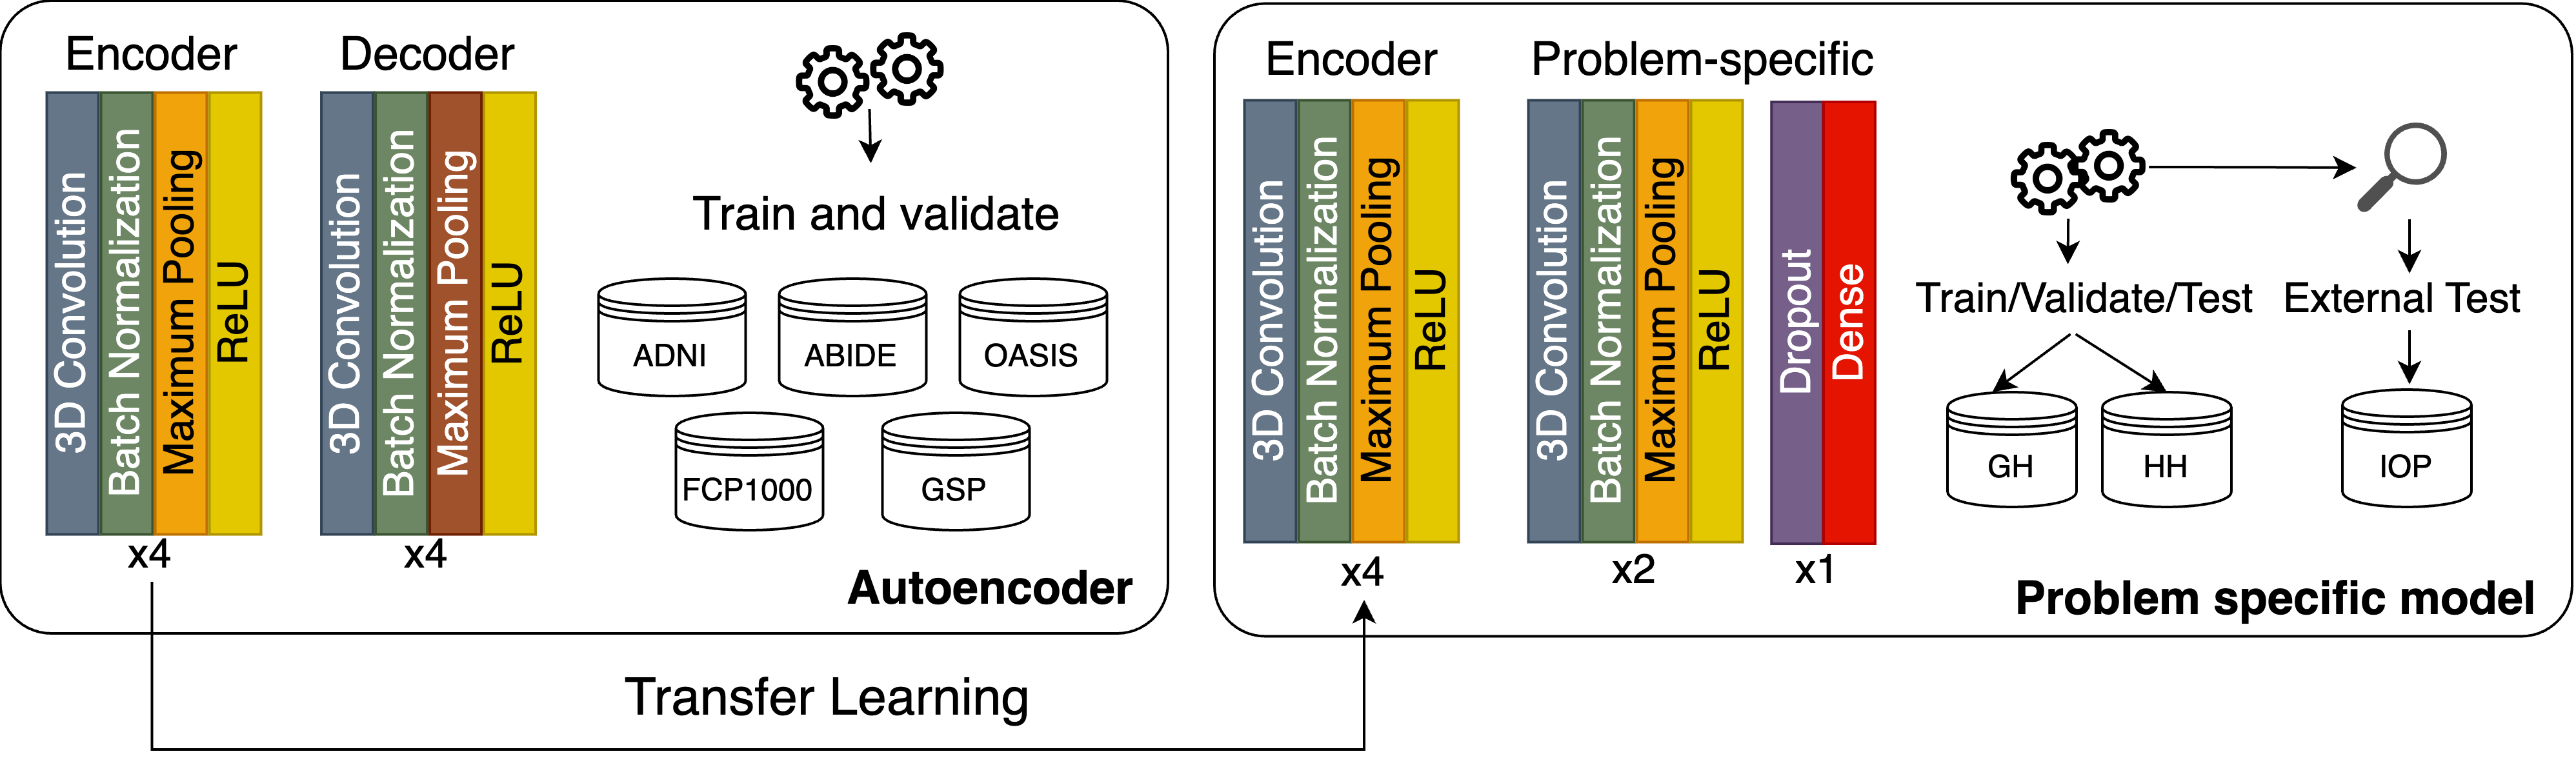 Encoder
3D Convolution
Batch Normalization
Maximum Pooling
ReLU
x4
Decoder
3D Convolution
Batch Normalization
Maximum Pooling
ReLU
x4
Train and validate
ADNI
ABIDE
OASIS
FCP1000
GSP
Autoencoder
Transfer Learning
Encoder
3D Convolution
Batch Normalization
Maximum Pooling
ReLU
x4
Problem-specific
3D Convolution
Batch Normalization
Maximum Pooling
ReLU
x2
Dropout
Dense
x1
Train/Validate/Test
External Test
GH
HH
IOP
Problem specific model